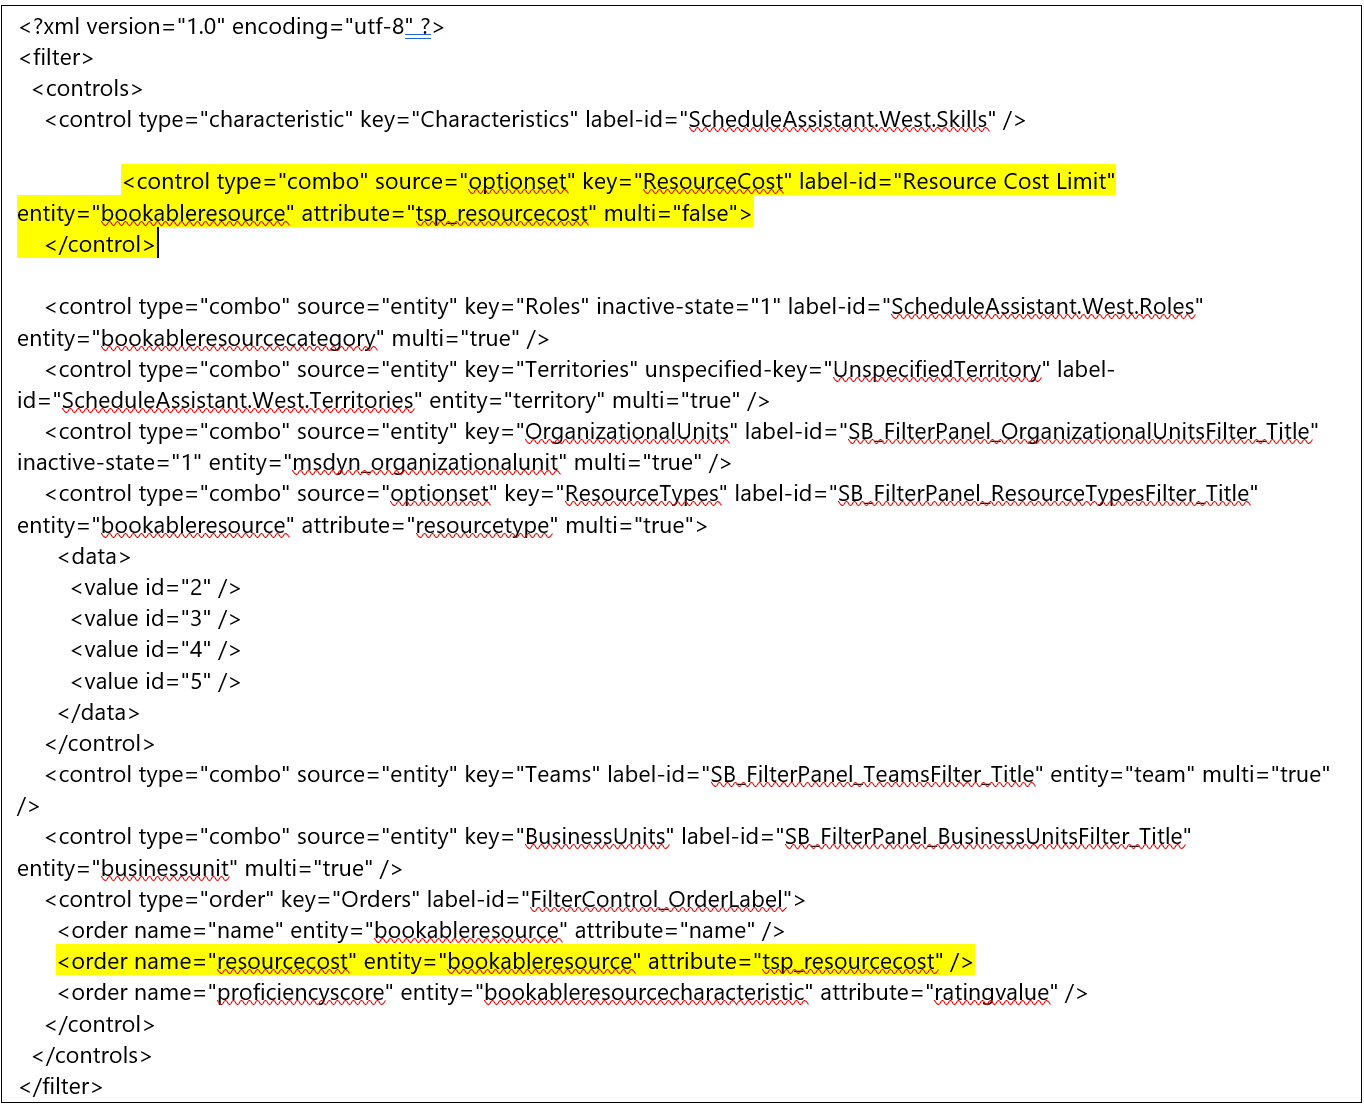 <?xml version="1.0" encoding="utf-8" ?>
<filter>
<controls>
<control type="characteristic" key="Characteristics" label-id="ScheduleAssistant.West.Skills" />
<control type="combo" source="optionset" key="ResourceCost" label-id="Resource Cost Limit"
entity="bookableresource" attribute="tsp_resourcecost" multi="false">
</control>
<control type="combo" source="entity" key="Roles" inactive-state="1" label-id="ScheduleAssistant.West.Roles"
entity="bookableresourcecategory" multi="true" />
<control type="combo" source="entity" key="Territories" unspecified-key="UnspecifiedTerritory" label-
id="ScheduleAssistant.West.Territories" entity="territory" multi="true" />
<control type="combo" source="entity" key="OrganizationalUnits" label-id="SB_FilterPanel_OrganizationalUnitsFilter_Title"
inactive-state="1" entity="msdyn_organizationalunit" multi="true" />
<control type="combo" source="optionset" key="ResourceTypes" label-id="SB_FilterPanel_ResourceTypesFilter_Title"
entity="bookableresource" attribute="resourcetype" multi="true">
<data>
<value id="2" />
<value id="3" />
<value id="4" />
<value id="5" />
</data>
</control>
<control type="combo" source="entity" key="Teams" label-id="SB_FilterPanel_TeamsFilter_Title" entity="team" multi="true"
/>
<control type="combo" source="entity" key="BusinessUnits" label-id="SB_FilterPanel_BusinessUnitsFilter_Title"
entity="businessunit" multi="true" />
<control type="order" key="Orders" label-id="FilterControl_OrderLabel">
<order name="name" entity="bookableresource" attribute="name" />
<order name="resourcecost" entity="bookableresource" attribute="tsp_resourcecost" />
<order name="proficiencyscore" entity="bookableresourcecharacteristic" attribute="ratingvalue" />
</control>
</controls>
</filter>